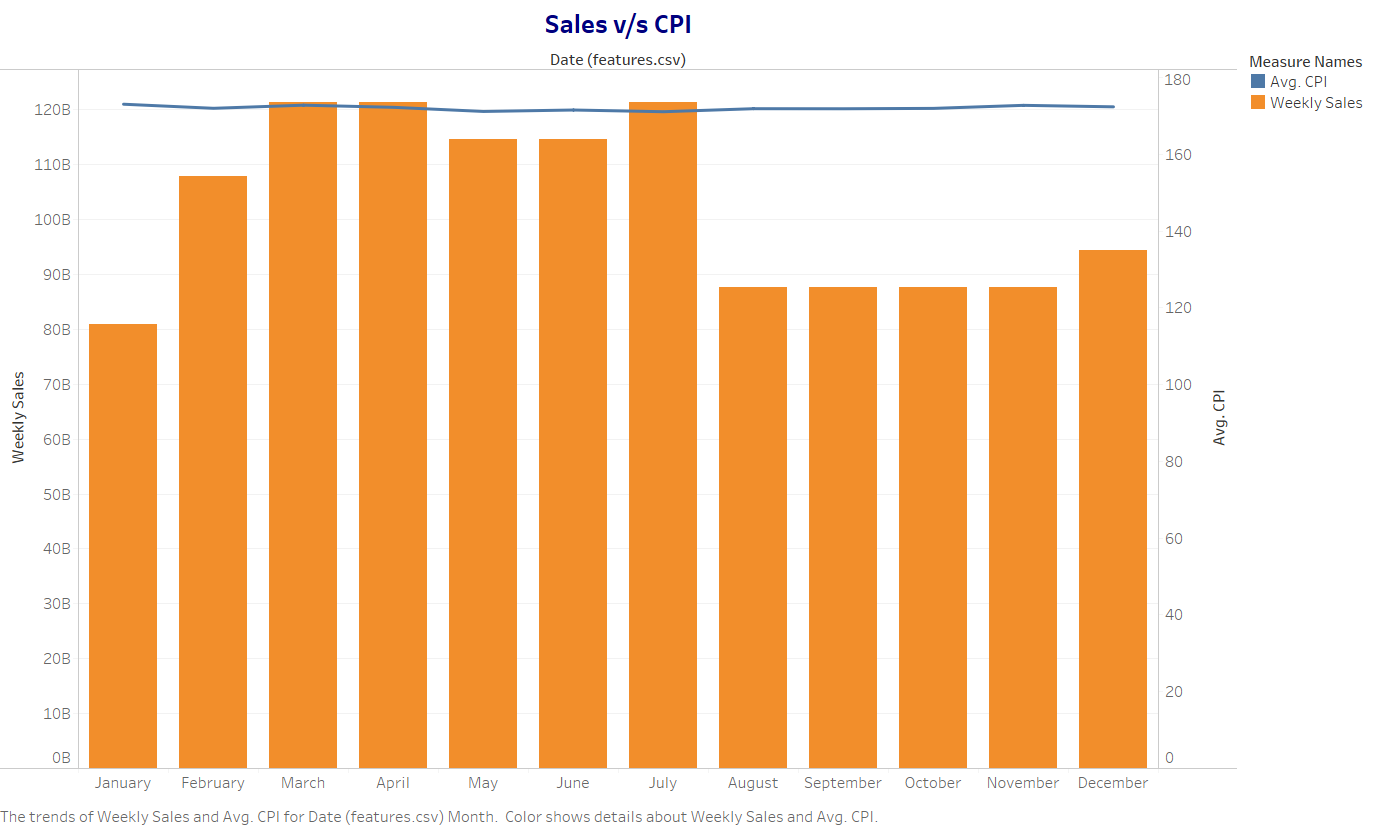 Sales v/s CPI
Date (features.csv)
Measure Names
Avg. CPI
Weekly Sales
120B
110B
100B
90B
80B
70B
60B
50B
40B
30B
20B
10B
0B
Weekly Sales
180
160
140
120
100
80
60
40
20
0
Avg. CPI
January February March April May June July August September October November December
The trends of Weekly Sales and Avg. CPI for Date (features.csv) Month.  Color shows details about Weekly Sales and Avg. CPI.